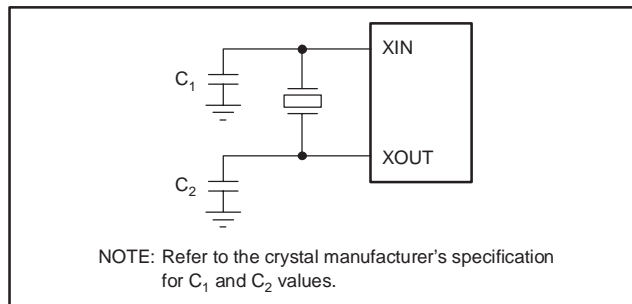 XIN
C₁
XOUT
C₂
NOTE: Refer to the crystal manufacturer’s specification
for C₁ and C₂ values.